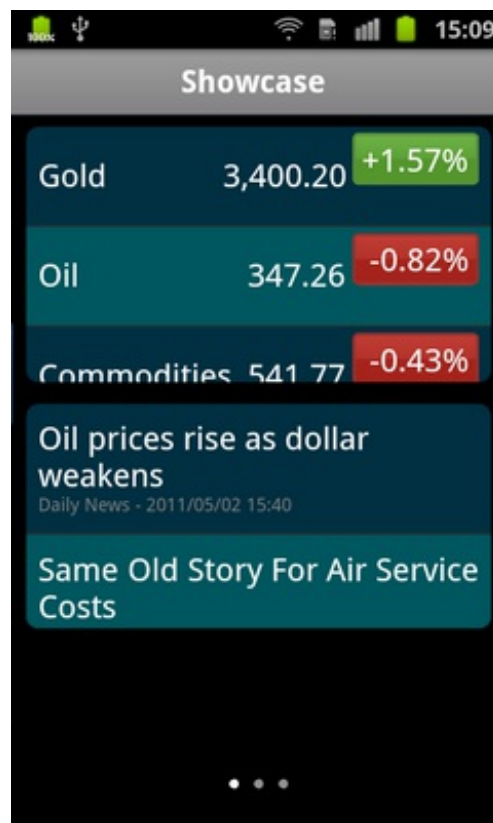 100%
15:09
Showcase
Gold 3,400.20 +1.57%
Oil 347.26 -0.82%
Commodities 541.77 -0.43%
Oil prices rise as dollar
weakens
Daily News - 2011/05/02 15:40
Same Old Story For Air Service
Costs